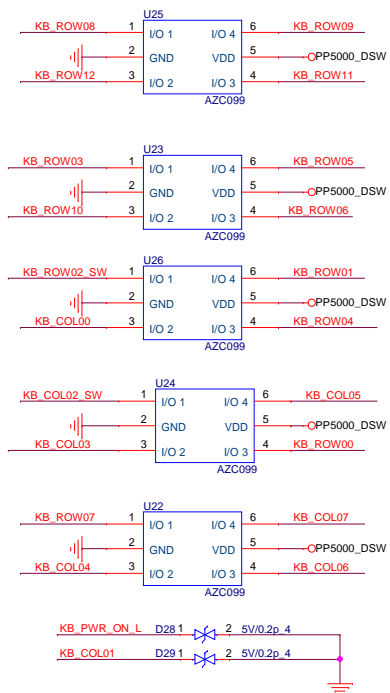 U25
KB_ROW08 1 I/O 1 I/O 4 6 KB_ROW09
2 GND VDD 5 PP5000_DSW
KB_ROW12 3 I/O 2 I/O 3 4 KB_ROW11
AZC099
U23
KB_ROW03 1 I/O 1 I/O 4 6 KB_ROW05
2 GND VDD 5 PP5000_DSW
KB_ROW10 3 I/O 2 I/O 3 4 KB_ROW06
AZC099
U26
KB_ROW02_SW 1 I/O 1 I/O 4 6 KB_ROW01
2 GND VDD 5 PP5000_DSW
KB_COL00 3 I/O 2 I/O 3 4 KB_ROW04
AZC099
U24
KB_COL02_SW 1 I/O 1 I/O 4 6 KB_COL05
2 GND VDD 5 PP5000_DSW
KB_COL03 3 I/O 2 I/O 3 4 KB_ROW00
AZC099
U22
KB_ROW07 1 I/O 1 I/O 4 6 KB_COL07
2 GND VDD 5 PP5000_DSW
KB_COL04 3 I/O 2 I/O 3 4 KB_COL06
AZC099
KB_PWR_ON_L D28 1 2 5V/0.2p_4
KB_COL01 D29 1 2 5V/0.2p_4